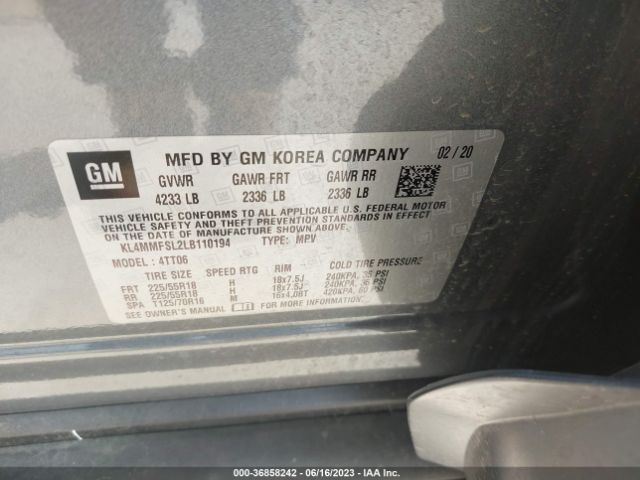 GM
MFD BY GM KOREA COMPANY 02/20
GVWR GAWR FRT GAWR RR
4233 LB 2336 LB 2336 LB
THIS VEHICLE CONFORMS TO ALL APPLICABLE U.S. FEDERAL MOTOR
VEHICLE SAFETY, BUMPER, AND THEFT PREVENTION STANDARDS IN EFFECT
ON THE DATE OF MANUFACTURE SHOWN ABOVE.
KL4MMFSL2LB110194 TYPE: MPV
MODEL : 4TT06
TIRE SIZE SPEED RTG RIM COLD TIRE PRESSURE
FRT 225/55R18 H 18x7.5J 240KPA, 35 PSI
RR 225/55R18 H 18x7.5J 240KPA, 35 PSI
SPA T125/70R16 M 16x4.0BT 420KPA, 60 PSI
SEE OWNER'S MANUAL FOR MORE INFORMATION.
000-36858242 - 06/16/2023 - IAA Inc.